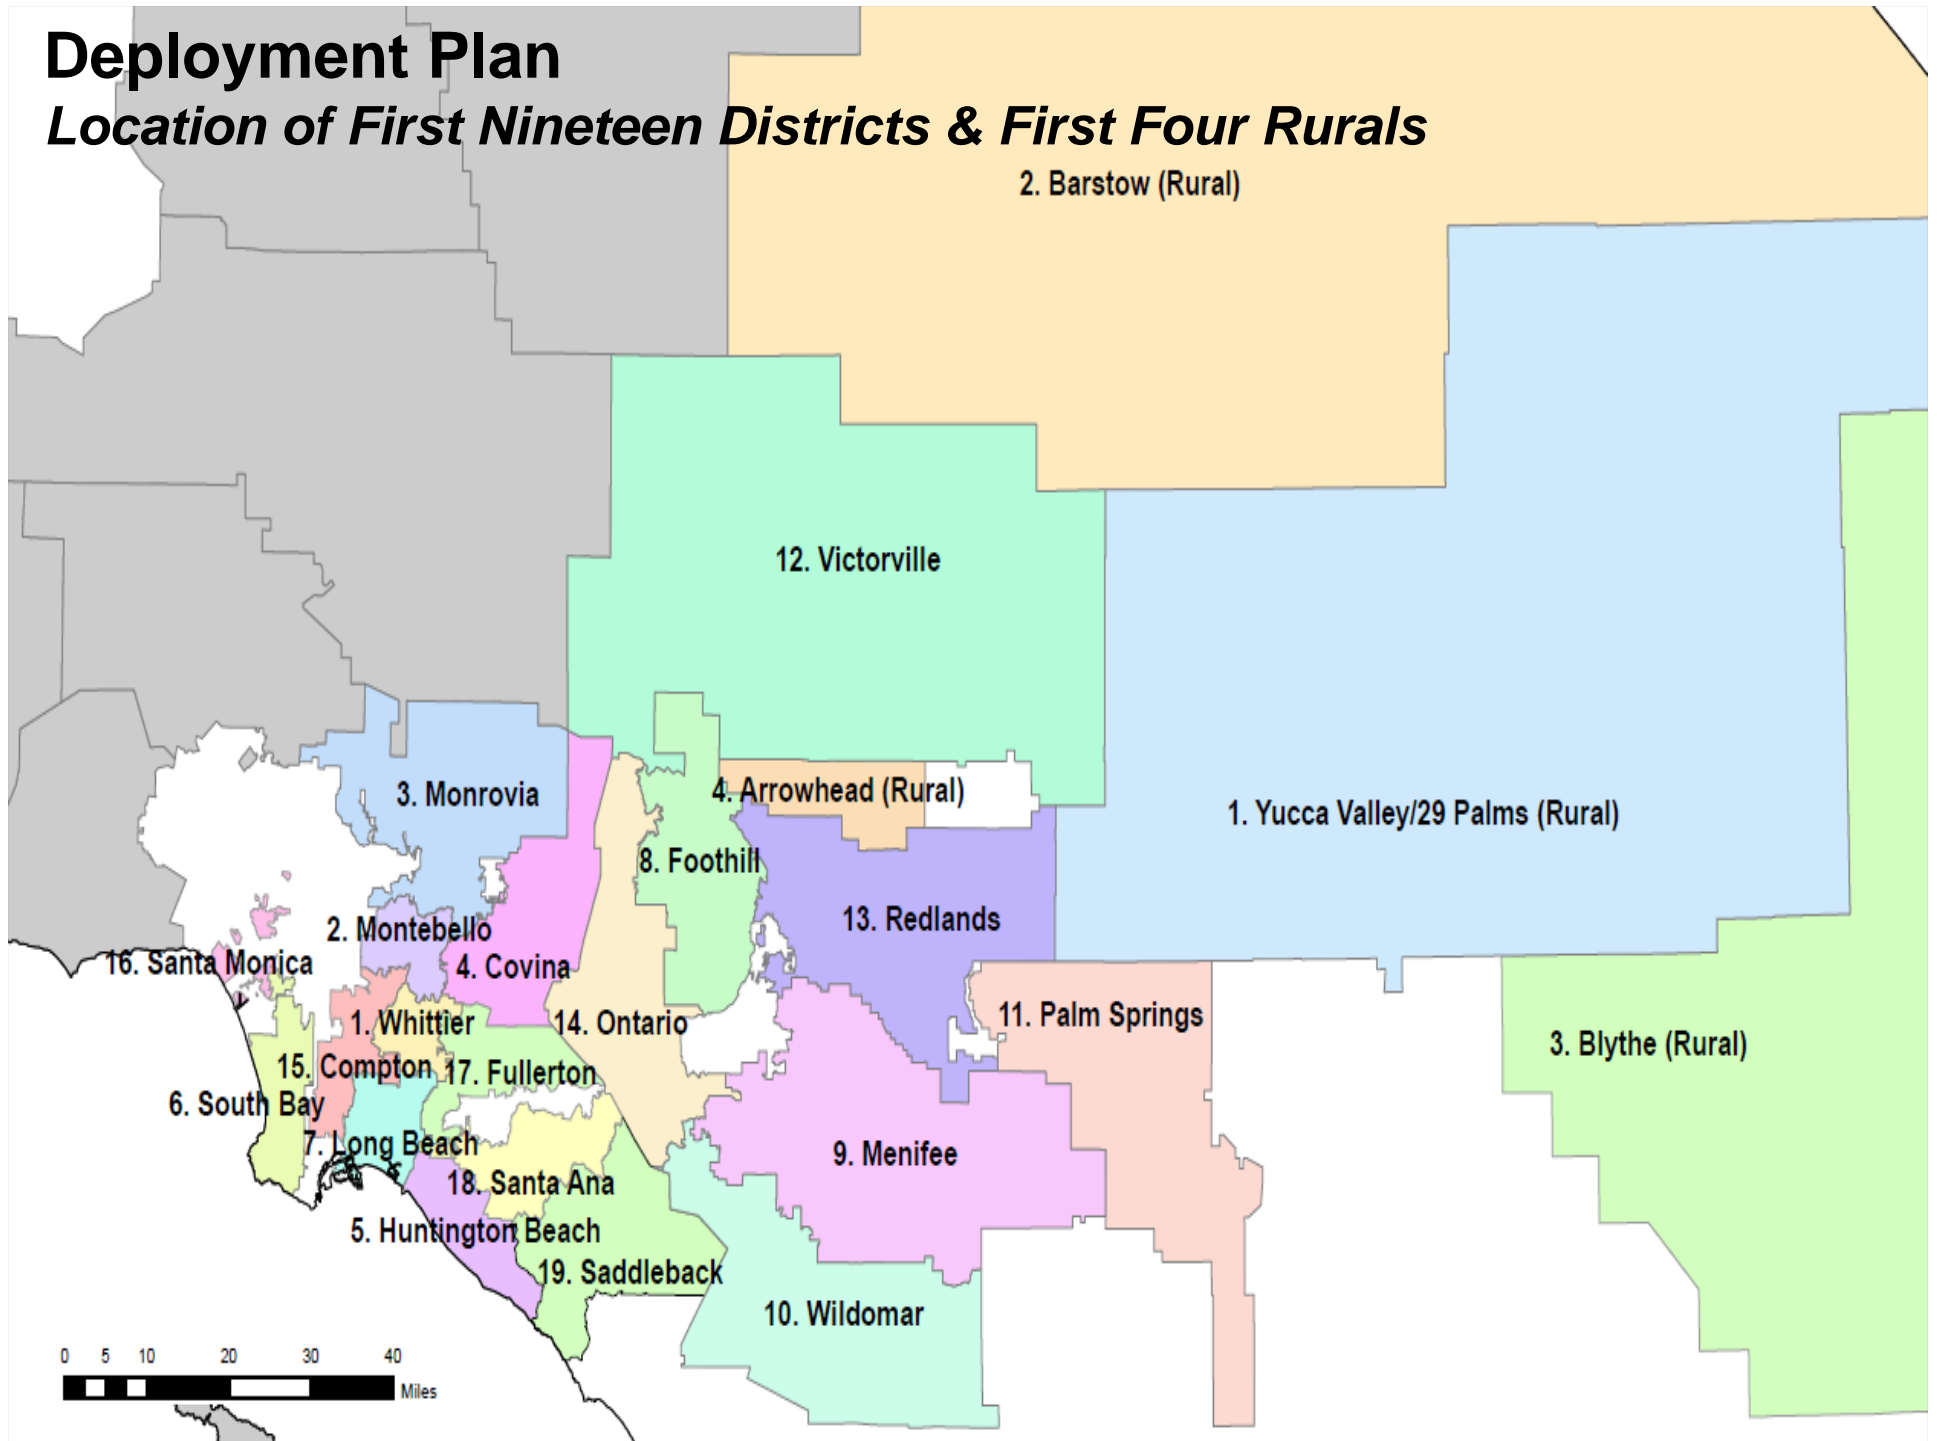 Deployment Plan
Location of First Nineteen Districts & First Four Rurals
2. Barstow (Rural)
12. Victorville
3. Monrovia
4. Arrowhead (Rural)
1. Yucca Valley/29 Palms (Rural)
8. Foothill
13. Redlands
2. Montebello
16. Santa Monica
4. Covina
1. Whittier
14. Ontario
11. Palm Springs
3. Blythe (Rural)
15. Compton
17. Fullerton
6. South Bay
7. Long Beach
9. Menifee
18. Santa Ana
5. Huntington Beach
19. Saddleback
10. Wildomar
0 5 10 20 30 40
Miles